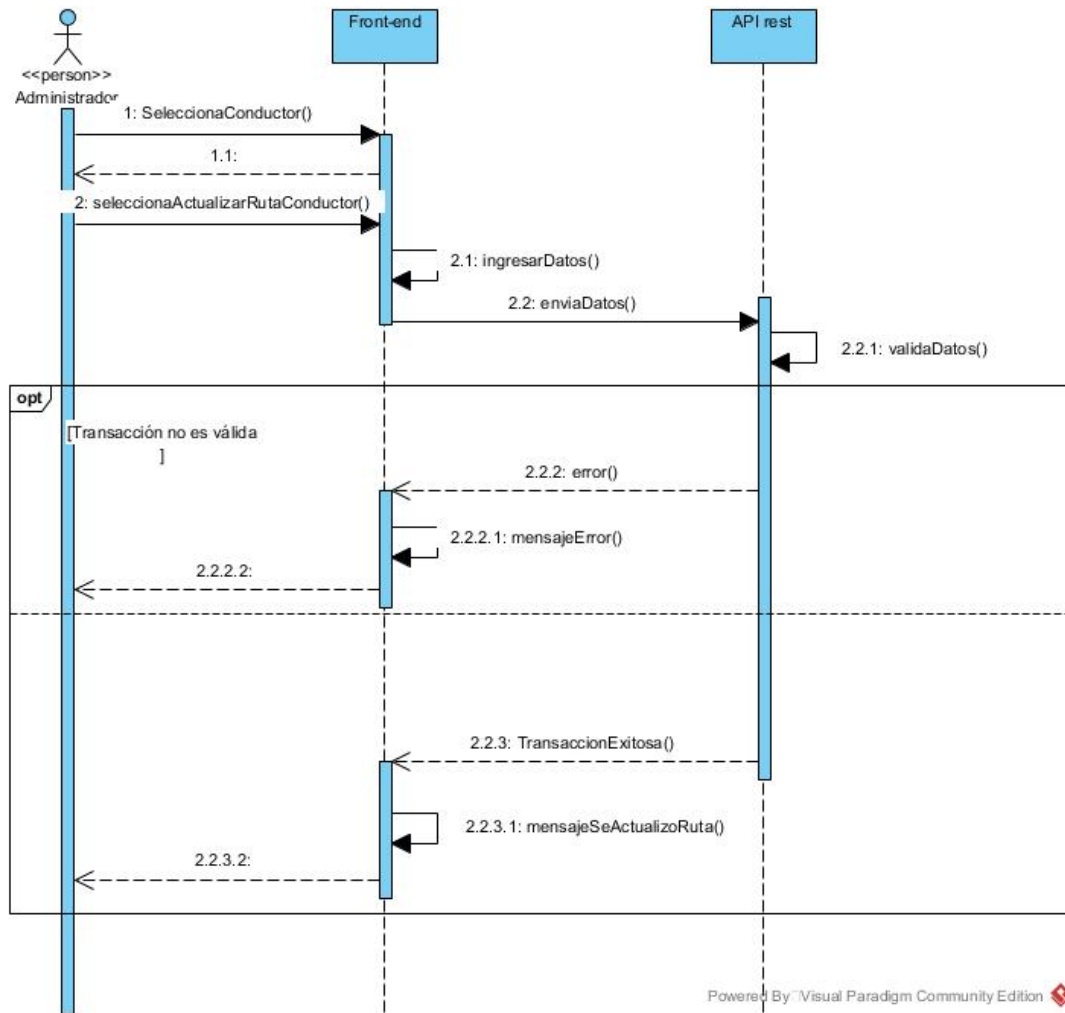 Front-end
API rest
<<person>>
Administrador
1: SeleccionaConductor()
1.1:
2: seleccionaActualizarRutaConductor()
2.1: ingresarDatos()
2.2: enviaDatos()
2.2.1: validaDatos()
opt
[Transacción no es válida
]
2.2.2: error()
2.2.2.1: mensajeError()
2.2.2.2:
2.2.3: TransaccionExitosa()
2.2.3.1: mensajeSeActualizoRuta()
2.2.3.2:
Powered By Visual Paradigm Community Edition